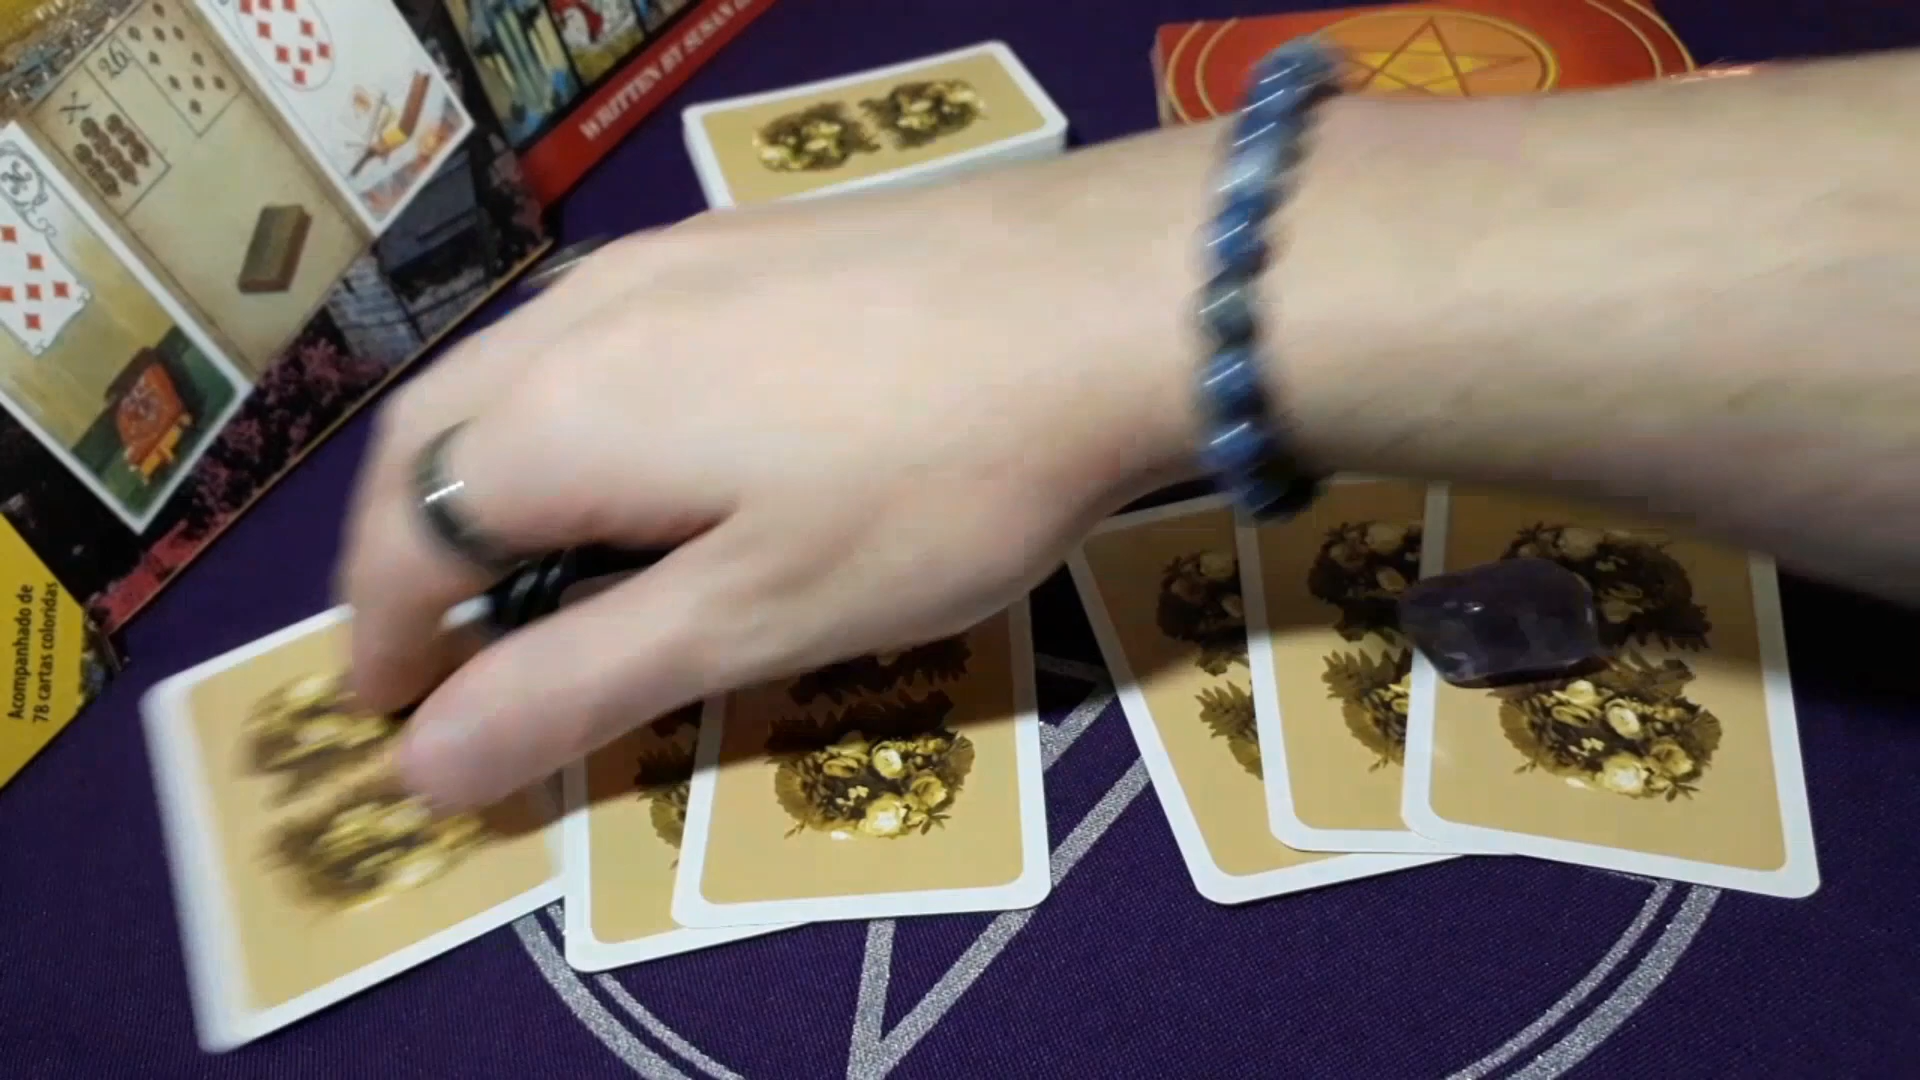 26
WRITTEN BY SUSAN
Acompanhado de
78 cartas coloridas